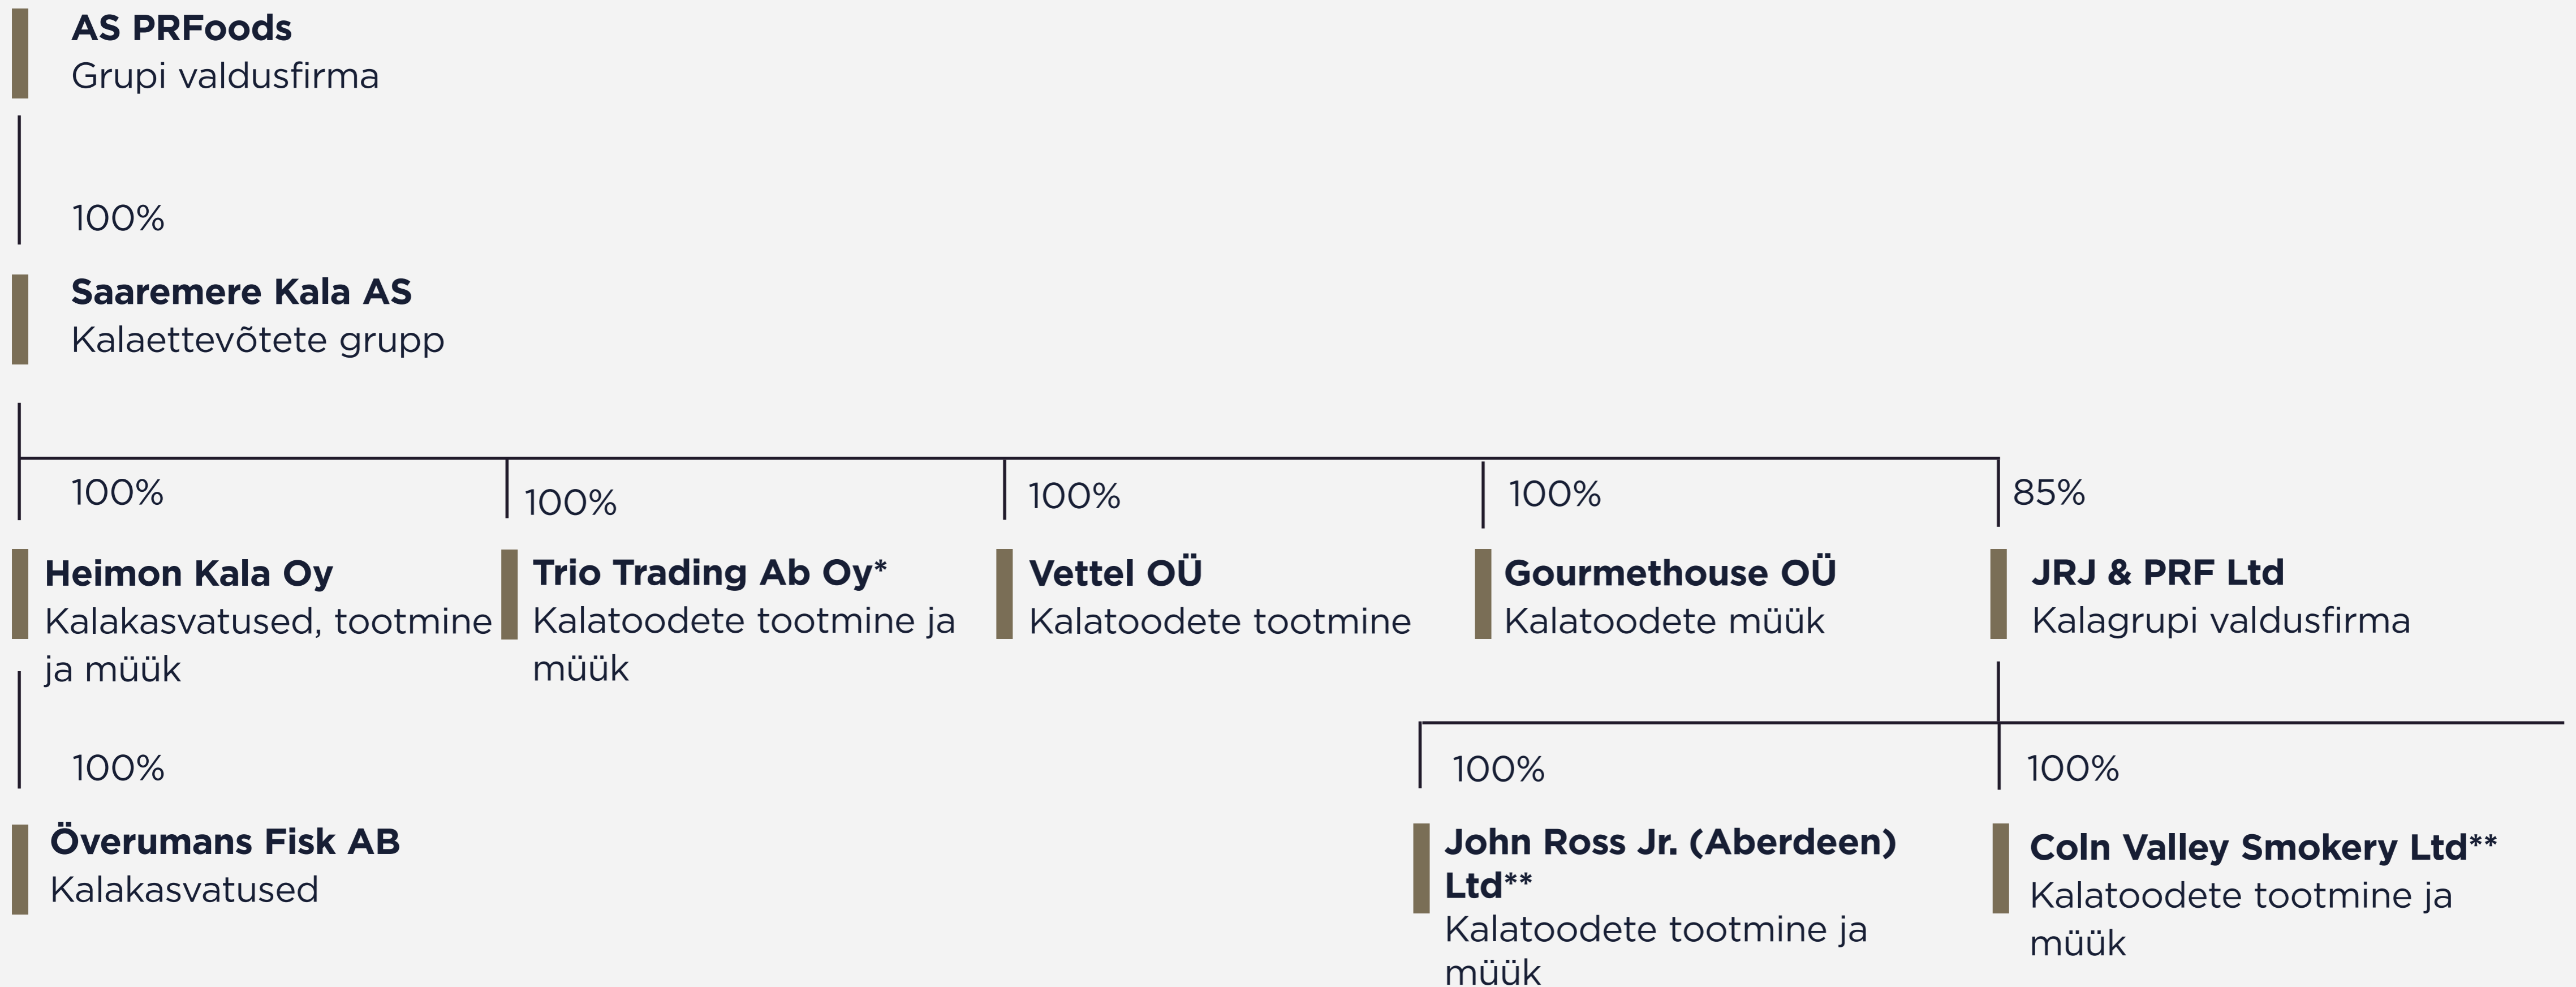 AS PRFoods
Grupi valdusfirma
100%
Saaremere Kala AS
Kalaettevõtete grupp
100%
100%
100%
100%
85%
Heimon Kala Oy
Kalakasvatused, tootmine
ja müük
Trio Trading Ab Oy*
Kalatoodete tootmine ja
müük
Vettel OÜ
Kalatoodete tootmine
Gourmethouse OÜ
Kalatoodete müük
JRJ & PRF Ltd
Kalagrupi valdusfirma
100%
100%
100%
Överumans Fisk AB
Kalakasvatused
John Ross Jr. (Aberdeen)
Ltd**
Kalatoodete tootmine ja
müük
Coln Valley Smokery Ltd**
Kalatoodete tootmine ja
müük